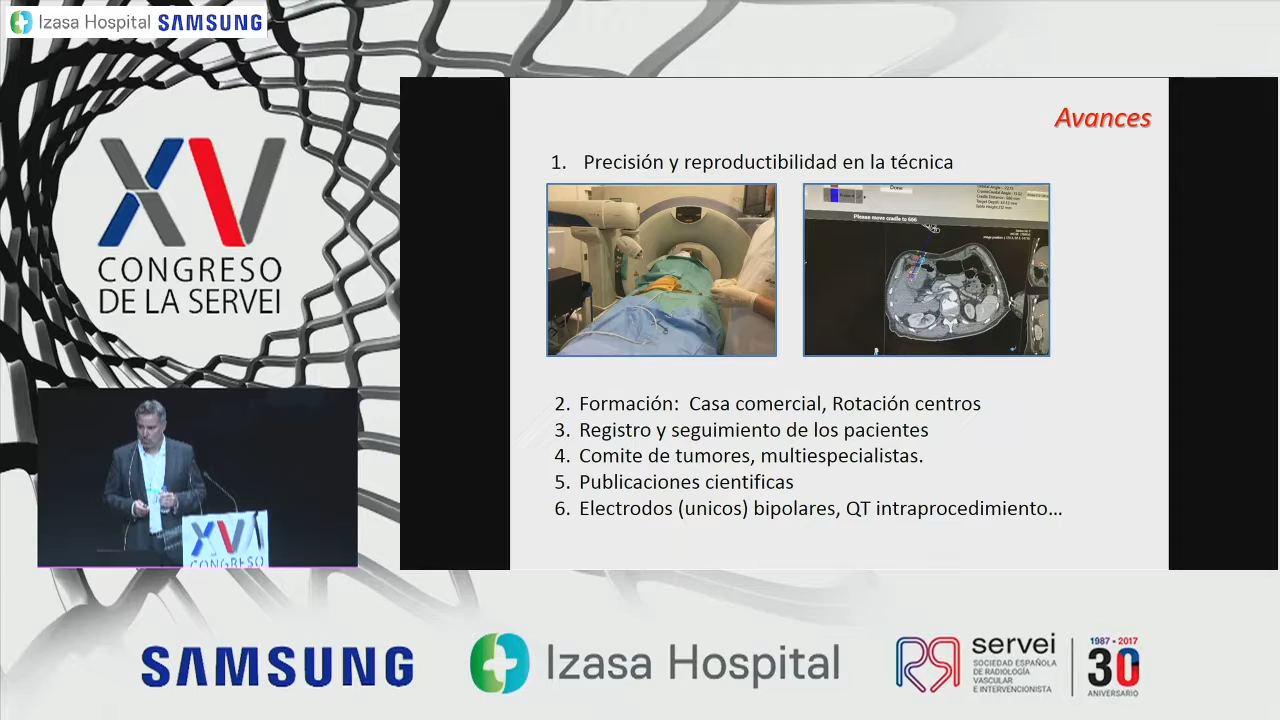 Izasa Hospital SAMSUNG
XV
CONGRESO
DE LA SERVEI
Avances
1. Precisión y reproductibilidad en la técnica
Please move cradle to 666
2. Formación: Casa comercial, Rotación centros
3. Registro y seguimiento de los pacientes
4. Comite de tumores, multiespecialistas.
5. Publicaciones cientificas
6. Electrodos (unicos) bipolares, QT intraprocedimiento...
XV
CONGRESO
SAMSUNG
Izasa Hospital
servei
SOCIEDAD ESPAÑOLA
DE RADIOLOGÍA
VASCULAR
E INTERVENCIONISTA
1987 • 2017
30
ANIVERSARIO